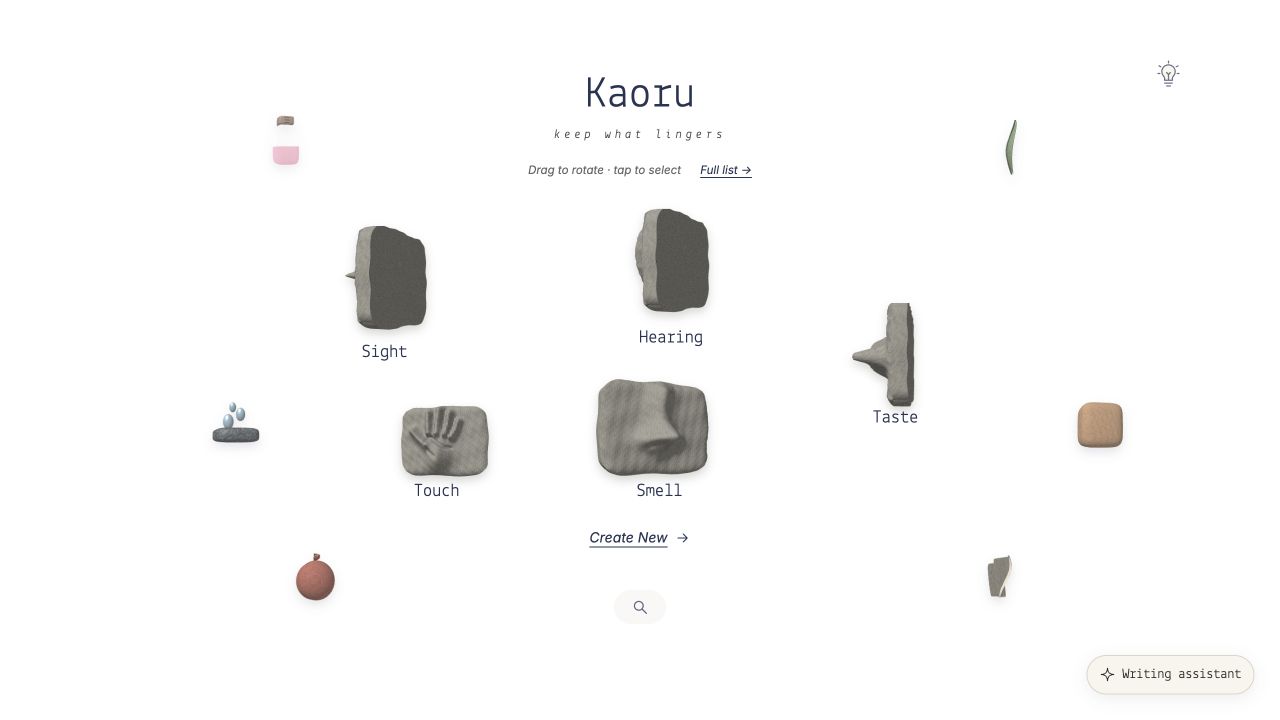 Kaoru
keep what lingers
Drag to rotate · tap to select Full list →
Sight
Hearing
Taste
Touch
Smell
Create New →
Writing assistant